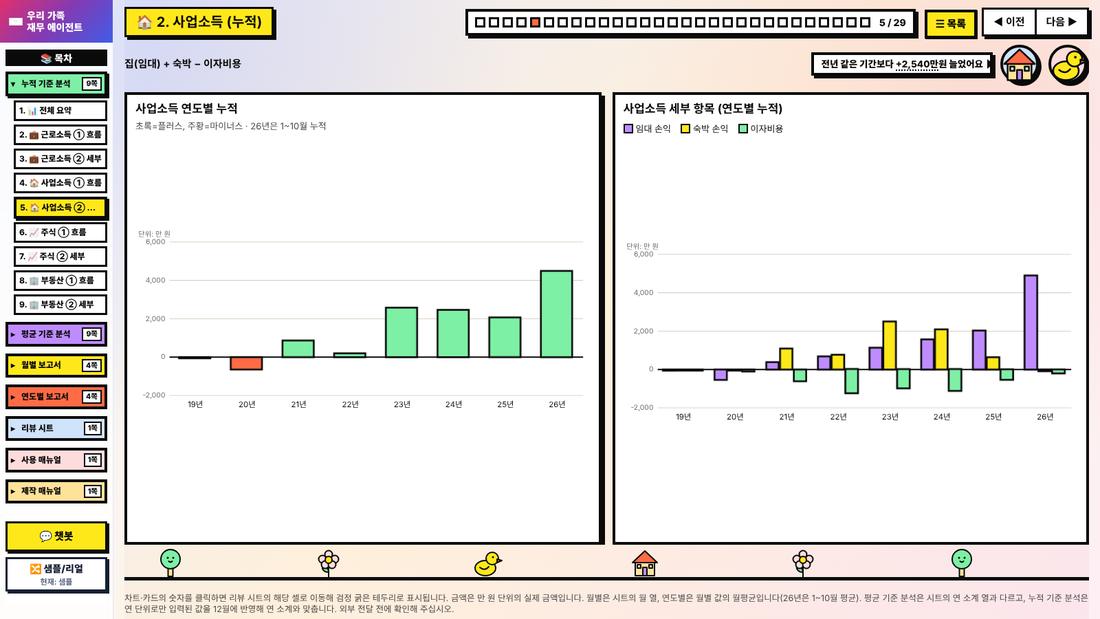 우리 가족
재무 에이전트
📚 목차
▼ 누적 기준 분석 9쪽
1. 📊 전체 요약
2. 💼 근로소득 ① 흐름
3. 💼 근로소득 ② 세부
4. 🏠 사업소득 ① 흐름
5. 🏠 사업소득 ② ...
6. 📈 주식 ① 흐름
7. 📈 주식 ② 세부
8. 🏢 부동산 ① 흐름
9. 🏢 부동산 ② 세부
▶ 평균 기준 분석 9쪽
▶ 월별 보고서 4쪽
▶ 연도별 보고서 4쪽
▶ 리뷰 시트 1쪽
▶ 사용 매뉴얼 1쪽
▶ 제작 매뉴얼 1쪽
💬 챗봇
🔀 샘플/리얼
현재: 샘플
🏠 2. 사업소득 (누적)
5 / 29
☰ 목록
◀ 이전
다음 ▶
집(임대) + 숙박 − 이자비용
전년 같은 기간보다 +2,540만원 늘었어요
사업소득 연도별 누적
초록=플러스, 주황=마이너스 · 26년은 1~10월 누적
단위: 만 원
6,000
4,000
2,000
0
-2,000
19년 20년 21년 22년 23년 24년 25년 26년
사업소득 세부 항목 (연도별 누적)
임대 손익 숙박 손익 이자비용
단위: 만 원
6,000
4,000
2,000
0
-2,000
19년 20년 21년 22년 23년 24년 25년 26년
차트·카드의 숫자를 클릭하면 리뷰 시트의 해당 셀로 이동해 검정 굵은 테두리로 표시됩니다. 금액은 만 원 단위의 실제 금액입니다. 월별은 시트의 월 열, 연도별은 월별 값의 월평균입니다(26년은 1~10월 평균). 평균 기준 분석은 시트의 연 소계 열과 다르고, 누적 기준 분석은
연 단위로만 입력된 값을 12월에 반영해 연 소계와 맞춥니다. 외부 전달 전에 확인해 주십시오.